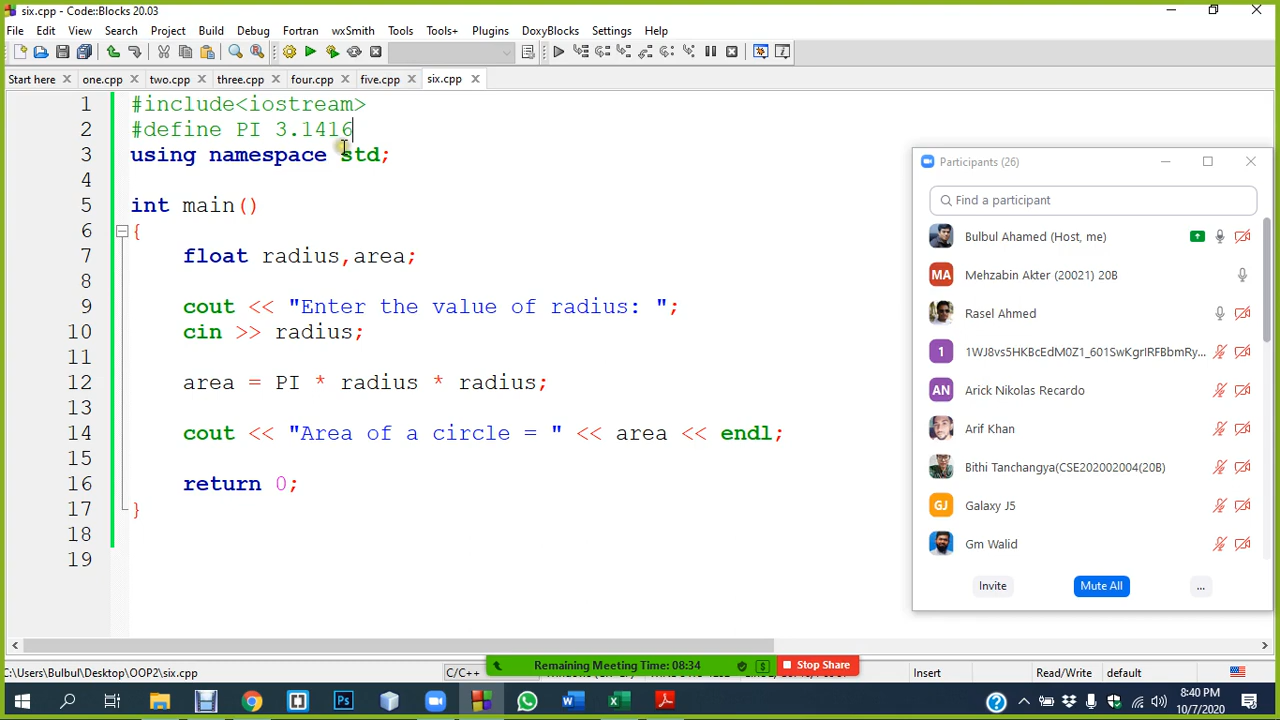 six.cpp - Code::Blocks 20.03
File Edit View Search Project Build Debug Fortran wxSmith Tools Tools+ Plugins DoxyBlocks Settings Help
Start here one.cpp two.cpp three.cpp four.cpp five.cpp six.cpp
1 #include<iostream>
2 #define PI 3.1416
3 using namespace std;
4
5 int main()
6 {
7 float radius,area;
8
9 cout << "Enter the value of radius: ";
10 cin >> radius;
11
12 area = PI * radius * radius;
13
14 cout << "Area of a circle = " << area << endl;
15
16 return 0;
17 }
18
19
Participants (26)
Find a participant
Bulbul Ahamed (Host, me)
MA Mehzabin Akter (20021) 20B
Rasel Ahmed
1 1WJ8vs5HKBcEdM0Z1_601SwKgrIRFBbmRy...
AN Arick Nikolas Recardo
Arif Khan
Bithi Tanchangya(CSE202002004(20B)
GJ Galaxy J5
Gm Walid
Invite Mute All ...
C:\Users\Bulbul\Desktop\OOP2\six.cpp C/C++ Insert Read/Write default
Remaining Meeting Time: 08:34 Stop Share
Ps
8:40 PM
10/7/2020